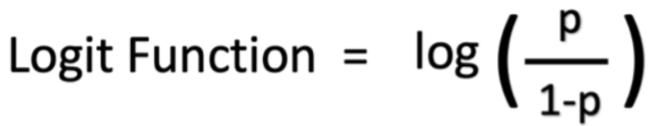 Logit Function = log ( p / 1-p )